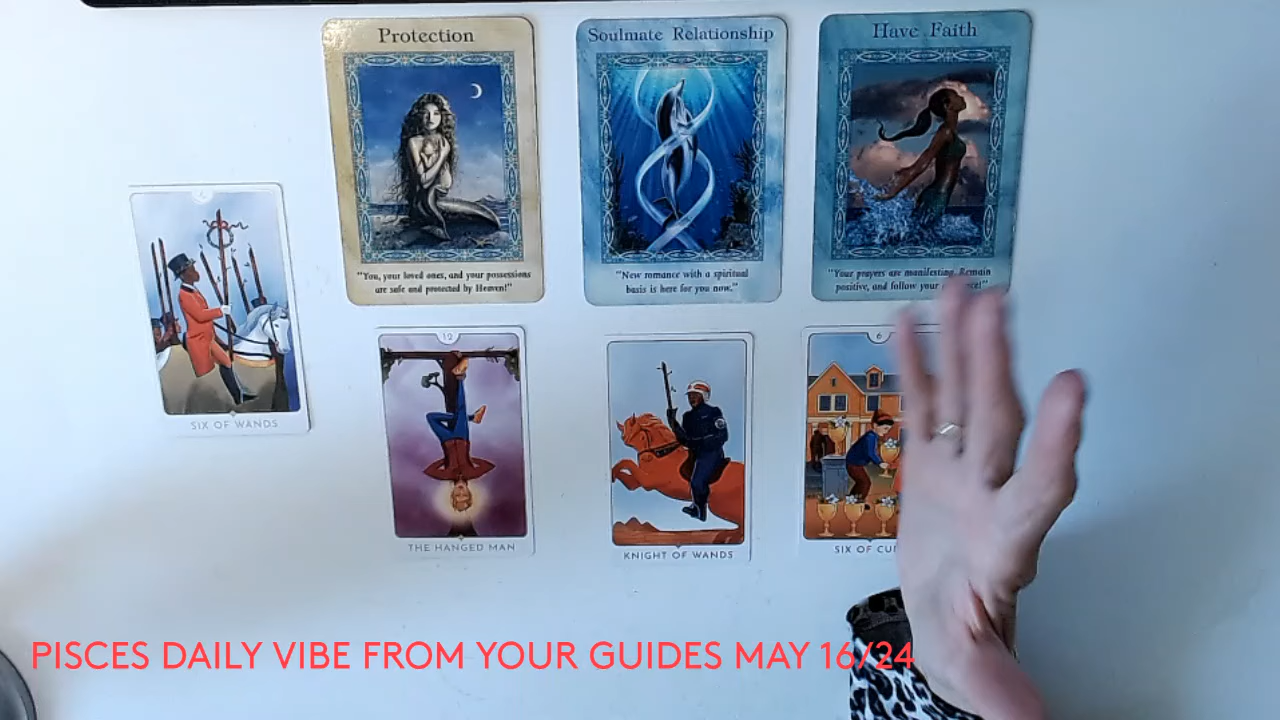 Protection
"You, your loved ones, and your possessions
are safe and protected by Heaven!"
Soulmate Relationship
"New romance with a spiritual
basis is here for you now."
Have Faith
"Your prayers are manifesting. Remain
positive, and follow your
SIX OF WANDS
12
THE HANGED MAN
KNIGHT OF WANDS
6
SIX OF CU
PISCES DAILY VIBE FROM YOUR GUIDES MAY 16/24